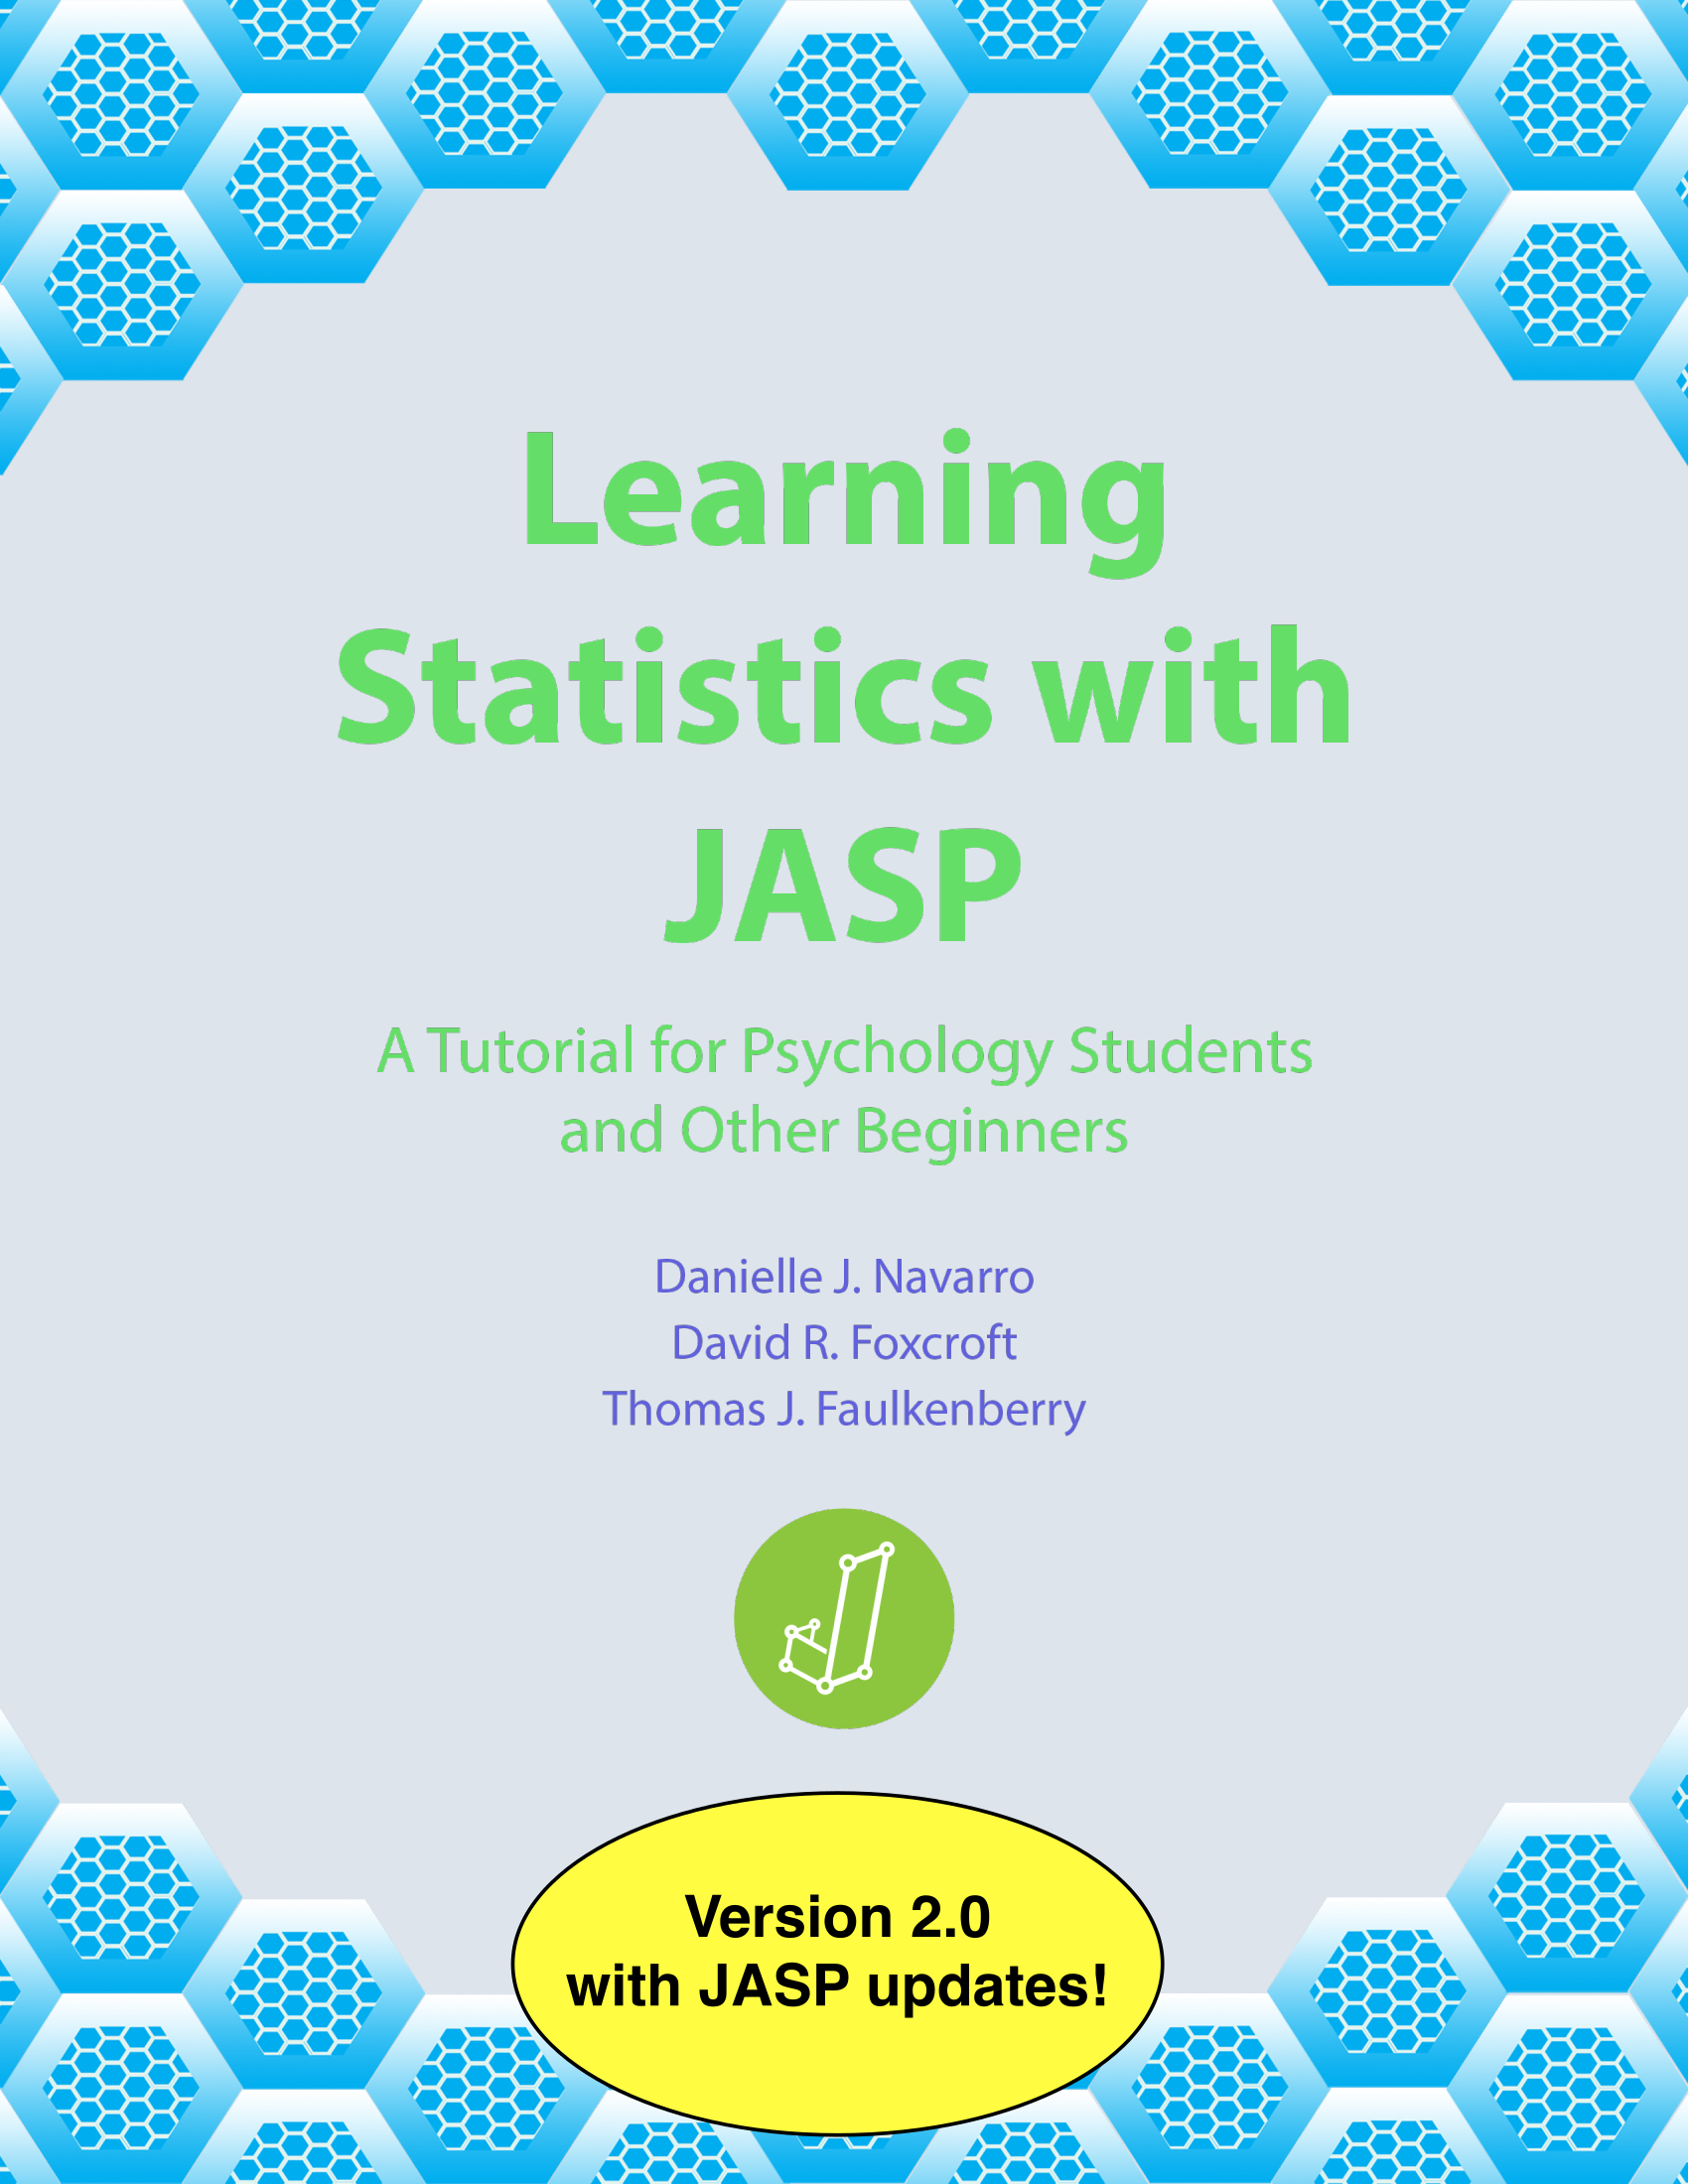 Learning
Statistics with
JASP
A Tutorial for Psychology Students
and Other Beginners
Danielle J. Navarro
David R. Foxcroft
Thomas J. Faulkenberry
Version 2.0
with JASP updates!